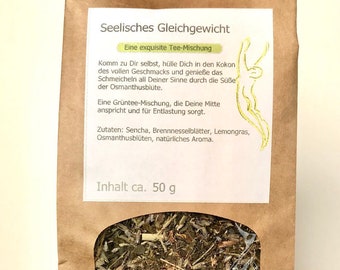 Seelisches Gleichgewicht
Eine exquisite Tee-Mischung
Komm zu Dir selbst, hülle Dich in den Kokon
des vollen Geschmacks und genieße das
Schmeicheln all Deiner Sinne durch die Süße
der Osmanthusblüte.
Eine Grüntee-Mischung, die Deine Mitte
anspricht und für Entlastung sorgt.
Zutaten: Sencha, Brennnesselblätter, Lemongras,
Osmanthusblüten, natürliches Aroma.
Inhalt ca. 50 g